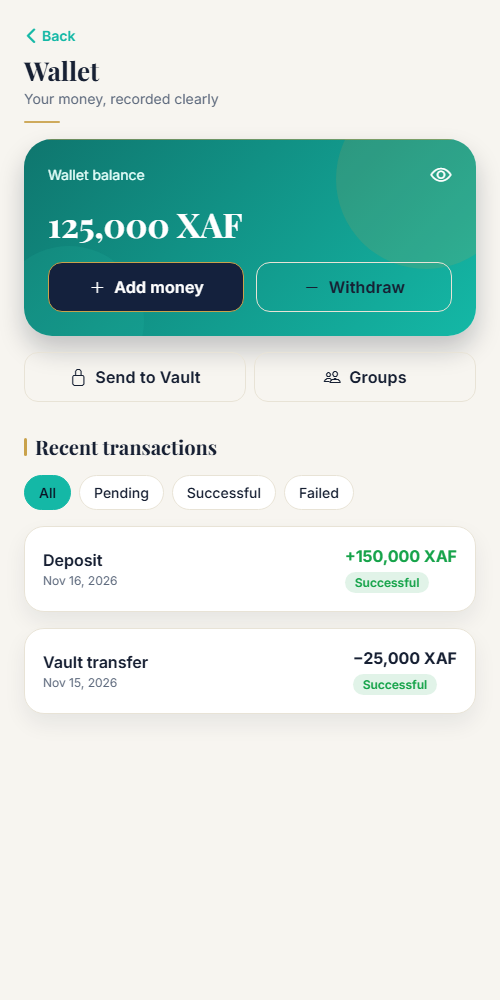 Back
Wallet
Your money, recorded clearly
Wallet balance
125,000 XAF
+ Add money
− Withdraw
Send to Vault
Groups
Recent transactions
All
Pending
Successful
Failed
Deposit
+150,000 XAF
Nov 16, 2026
Successful
Vault transfer
−25,000 XAF
Nov 15, 2026
Successful